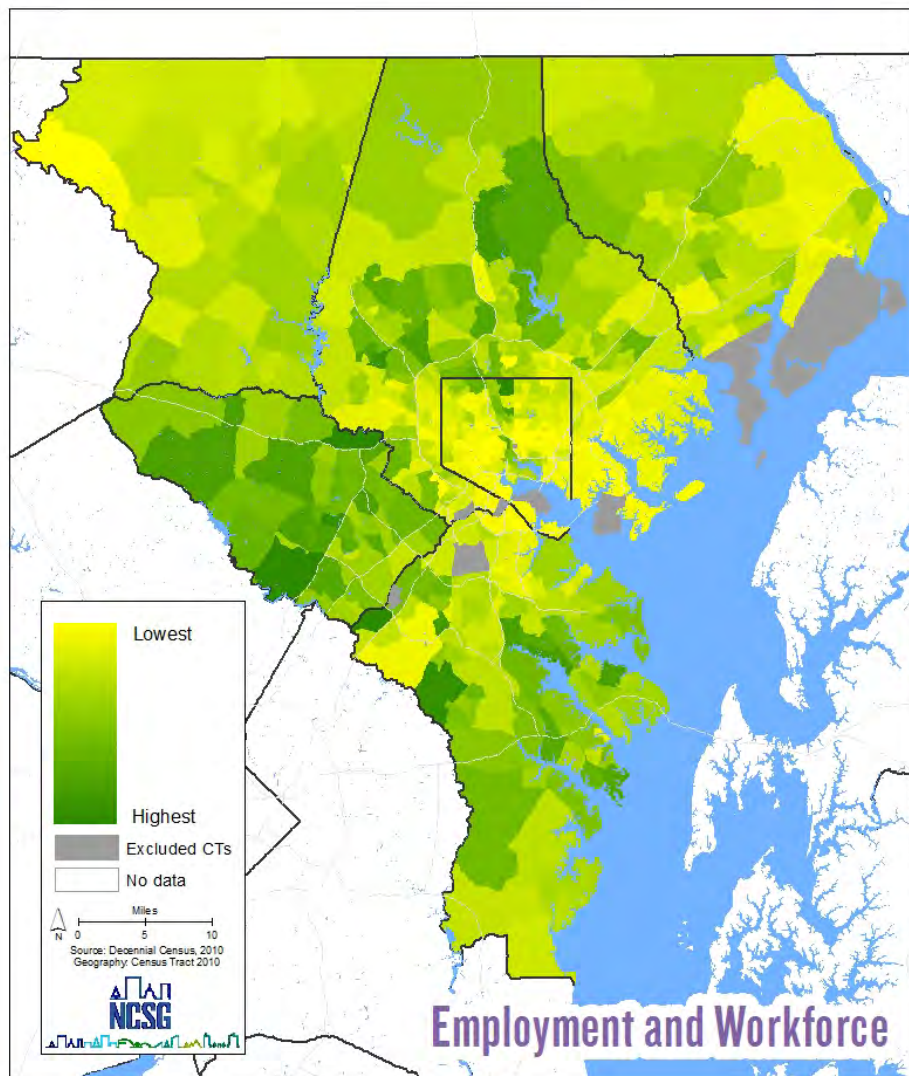 Lowest
Highest
Excluded CTs
No data
Miles
N
0 5 10
Source: Decennial Census, 2010
Geography: Census Tract 2010
NCSG
Employment and Workforce